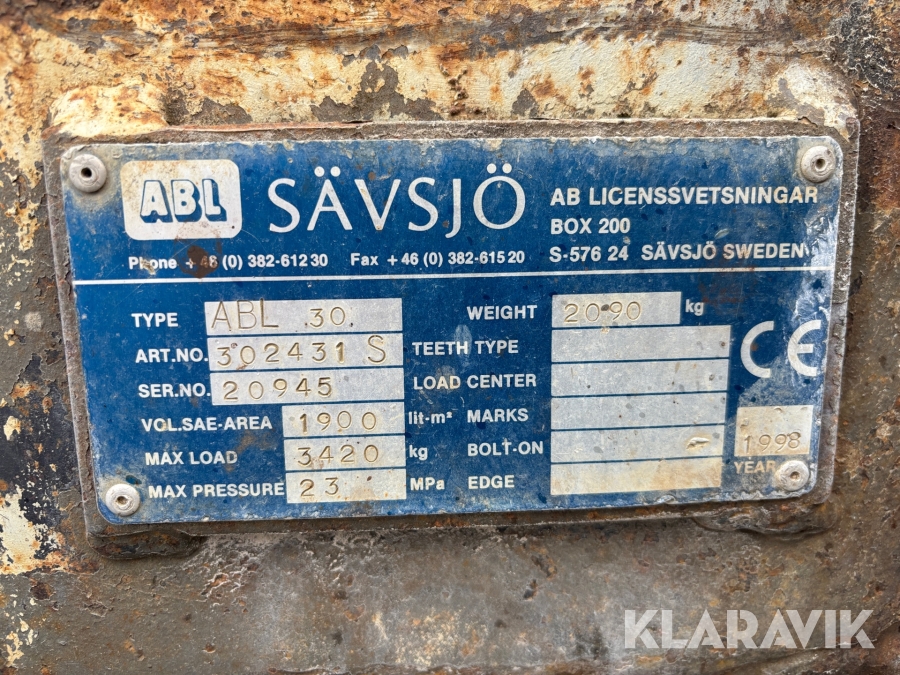 ABL SÄVSJÖ
AB LICENSSVETSNINGAR
BOX 200
S-576 24 SÄVSJÖ SWEDEN
Phone +46 (0) 382-612 30 Fax +46 (0) 382-615 20
TYPE ABL 30
ART.NO. 302431 S
SER.NO. 20945
VOL.SAE-AREA 1900 lit-m²
MAX LOAD 3420 kg
MAX PRESSURE 23 MPa
WEIGHT 2090 kg
TEETH TYPE
LOAD CENTER
MARKS
BOLT-ON
EDGE
CE
1998
YEAR
KLARAVIK